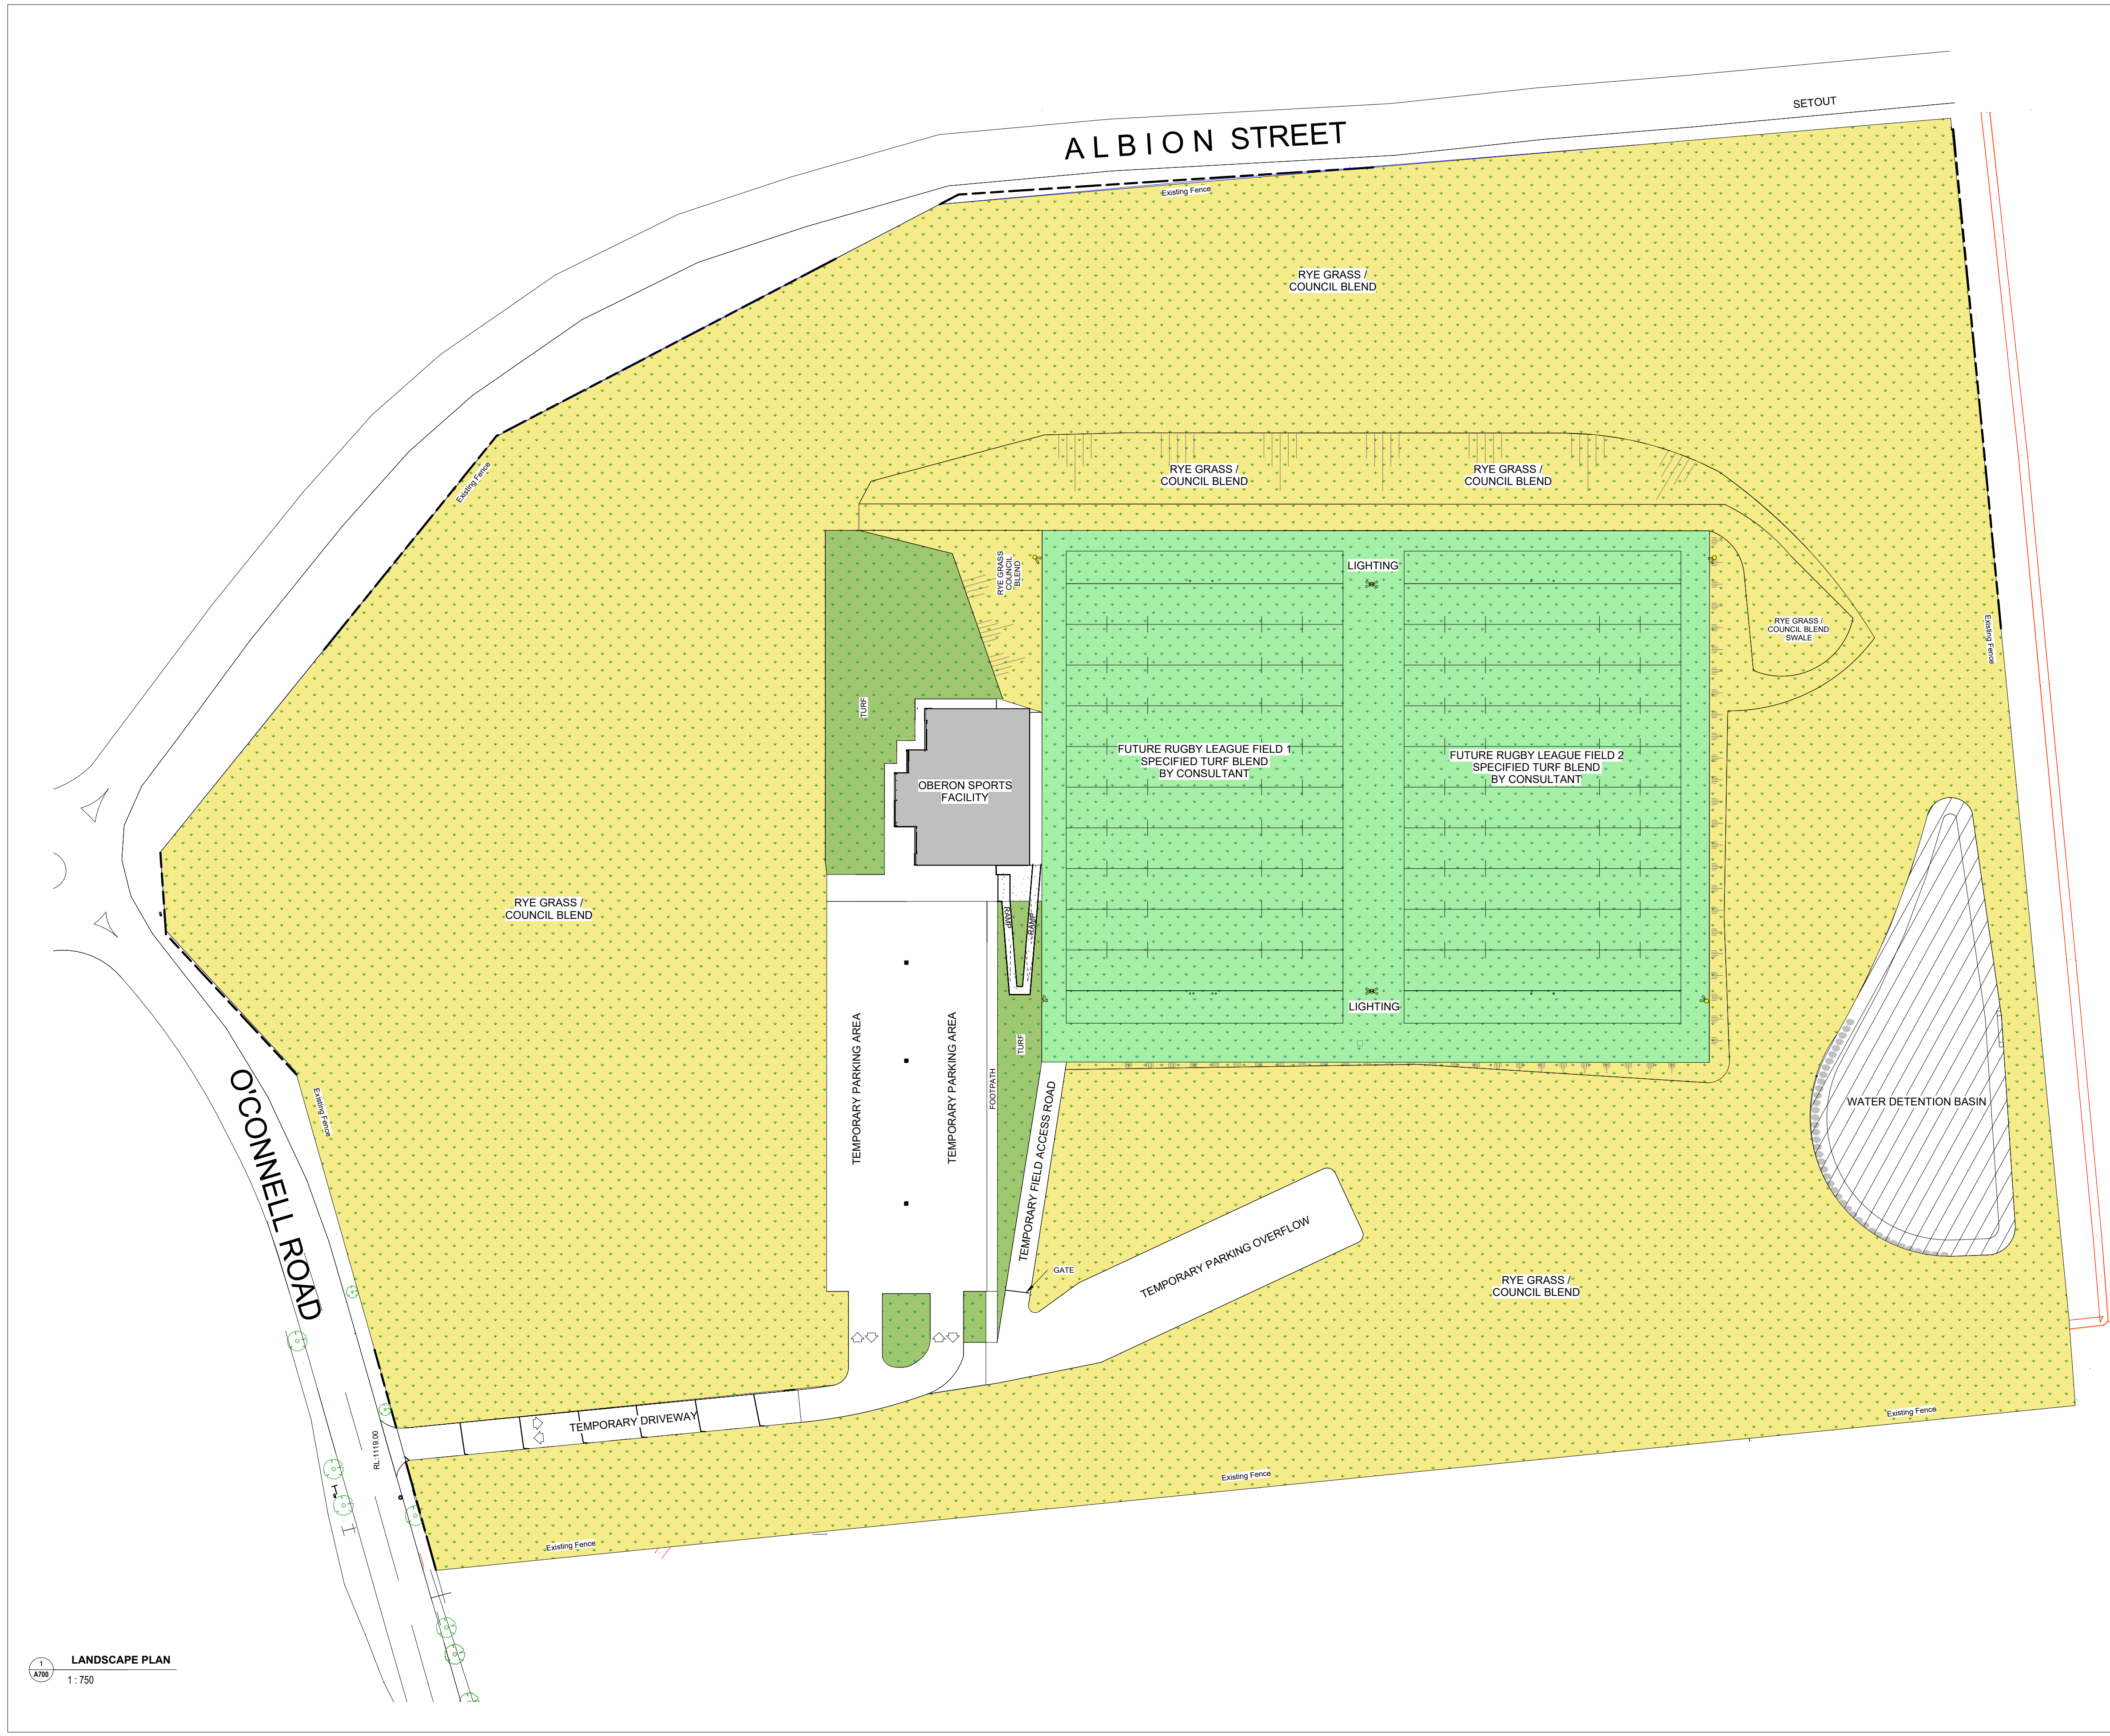 SETOUT
ALBION STREET
Existing Fence
RYE GRASS /
COUNCIL BLEND
Existing Fence
RYE GRASS /
COUNCIL BLEND
RYE GRASS /
COUNCIL BLEND
RYE GRASS
COUNCIL
BLEND
LIGHTING
RYE GRASS /
COUNCIL BLEND
SWALE
Existing Fence
TURF
FUTURE RUGBY LEAGUE FIELD 1
SPECIFIED TURF BLEND
BY CONSULTANT
FUTURE RUGBY LEAGUE FIELD 2
SPECIFIED TURF BLEND
BY CONSULTANT
OBERON SPORTS
FACILITY
RYE GRASS /
COUNCIL BLEND
RAMP
RAMP
LIGHTING
TEMPORARY PARKING AREA
TEMPORARY PARKING AREA
FOOTPATH
TURF
TEMPORARY FIELD ACCESS ROAD
WATER DETENTION BASIN
Existing Fence
O'CONNELL ROAD
GATE
TEMPORARY PARKING OVERFLOW
RYE GRASS /
COUNCIL BLEND
TEMPORARY DRIVEWAY
RL:1119.00
Existing Fence
Existing Fence
Existing Fence
1
A700
LANDSCAPE PLAN
1 : 750